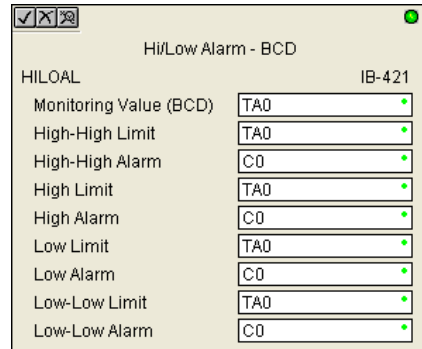 Hi/Low Alarm - BCD
HILOAL IB-421
Monitoring Value (BCD) TA0
High-High Limit TA0
High-High Alarm C0
High Limit TA0
High Alarm C0
Low Limit TA0
Low Alarm C0
Low-Low Limit TA0
Low-Low Alarm C0